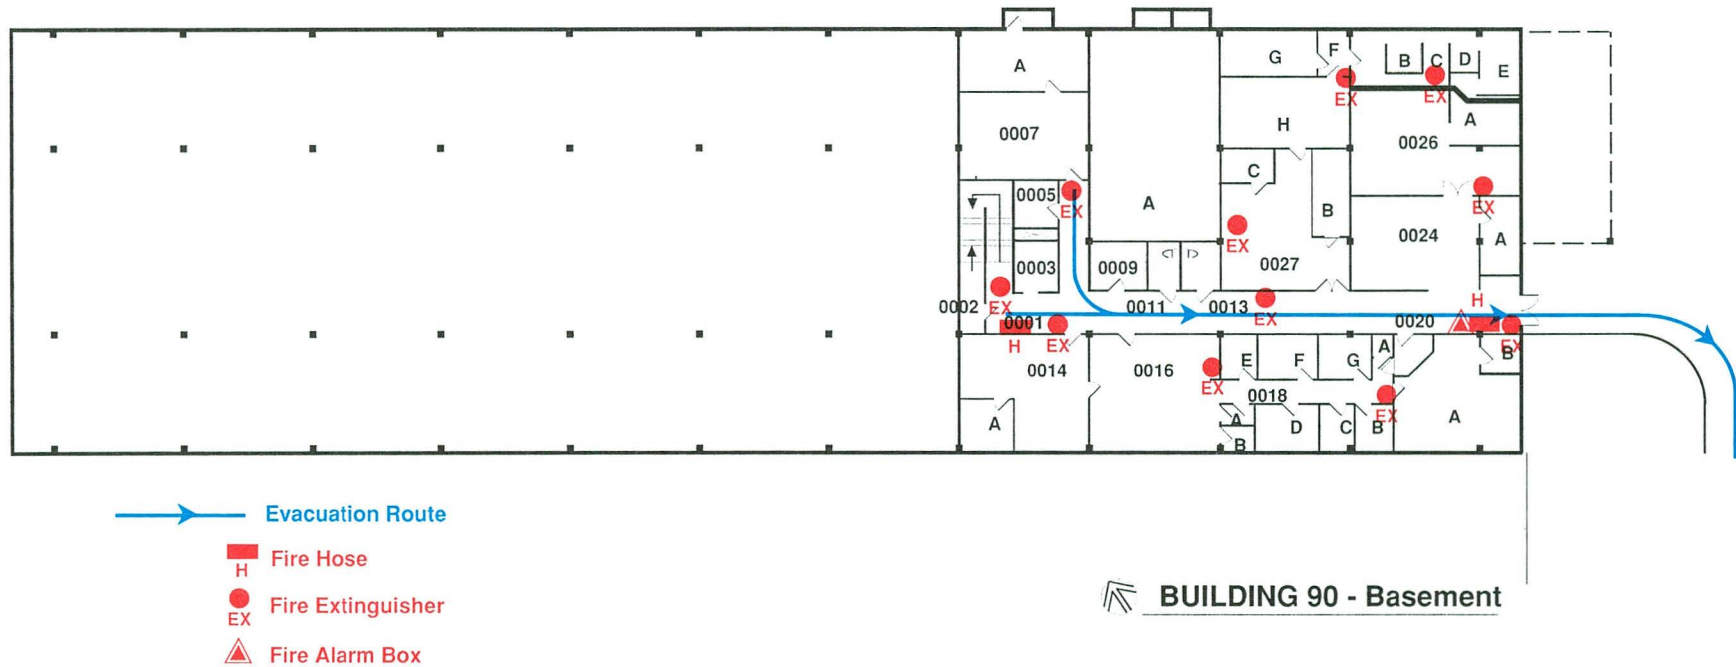 G F B C D E
A
EX EX
A
0007 H 0026
C
0005 EX A B EX
EX 0024 A
0003 0009 0027
EX
0002 EX 0011 0013 H
0001 EX 0020
H EX EX
0014 0016 E F G A B
EX 0018 EX
A A D C B A
B
Evacuation Route
Fire Hose
H
Fire Extinguisher
EX
BUILDING 90 - Basement
Fire Alarm Box